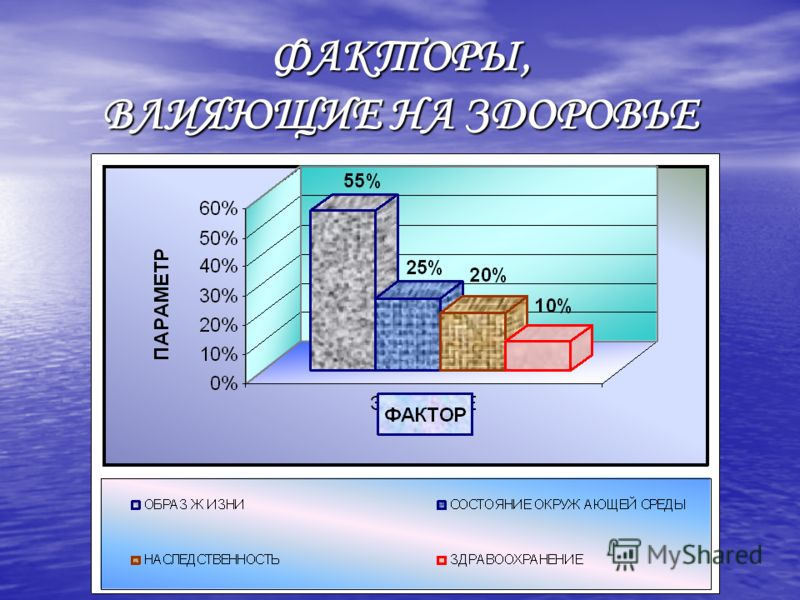 ФАКТОРЫ,
ВЛИЯЮЩИЕ НА ЗДОРОВЬЕ
55%
25%
20%
10%
60%
50%
40%
30%
20%
10%
0%
ПАРАМЕТР
ФАКТОР
ОБРАЗ ЖИЗНИ
СОСТОЯНИЕ ОКРУЖАЮЩЕЙ СРЕДЫ
НАСЛЕДСТВЕННОСТЬ
ЗДРАВООХРАНЕНИЕ
MyShared